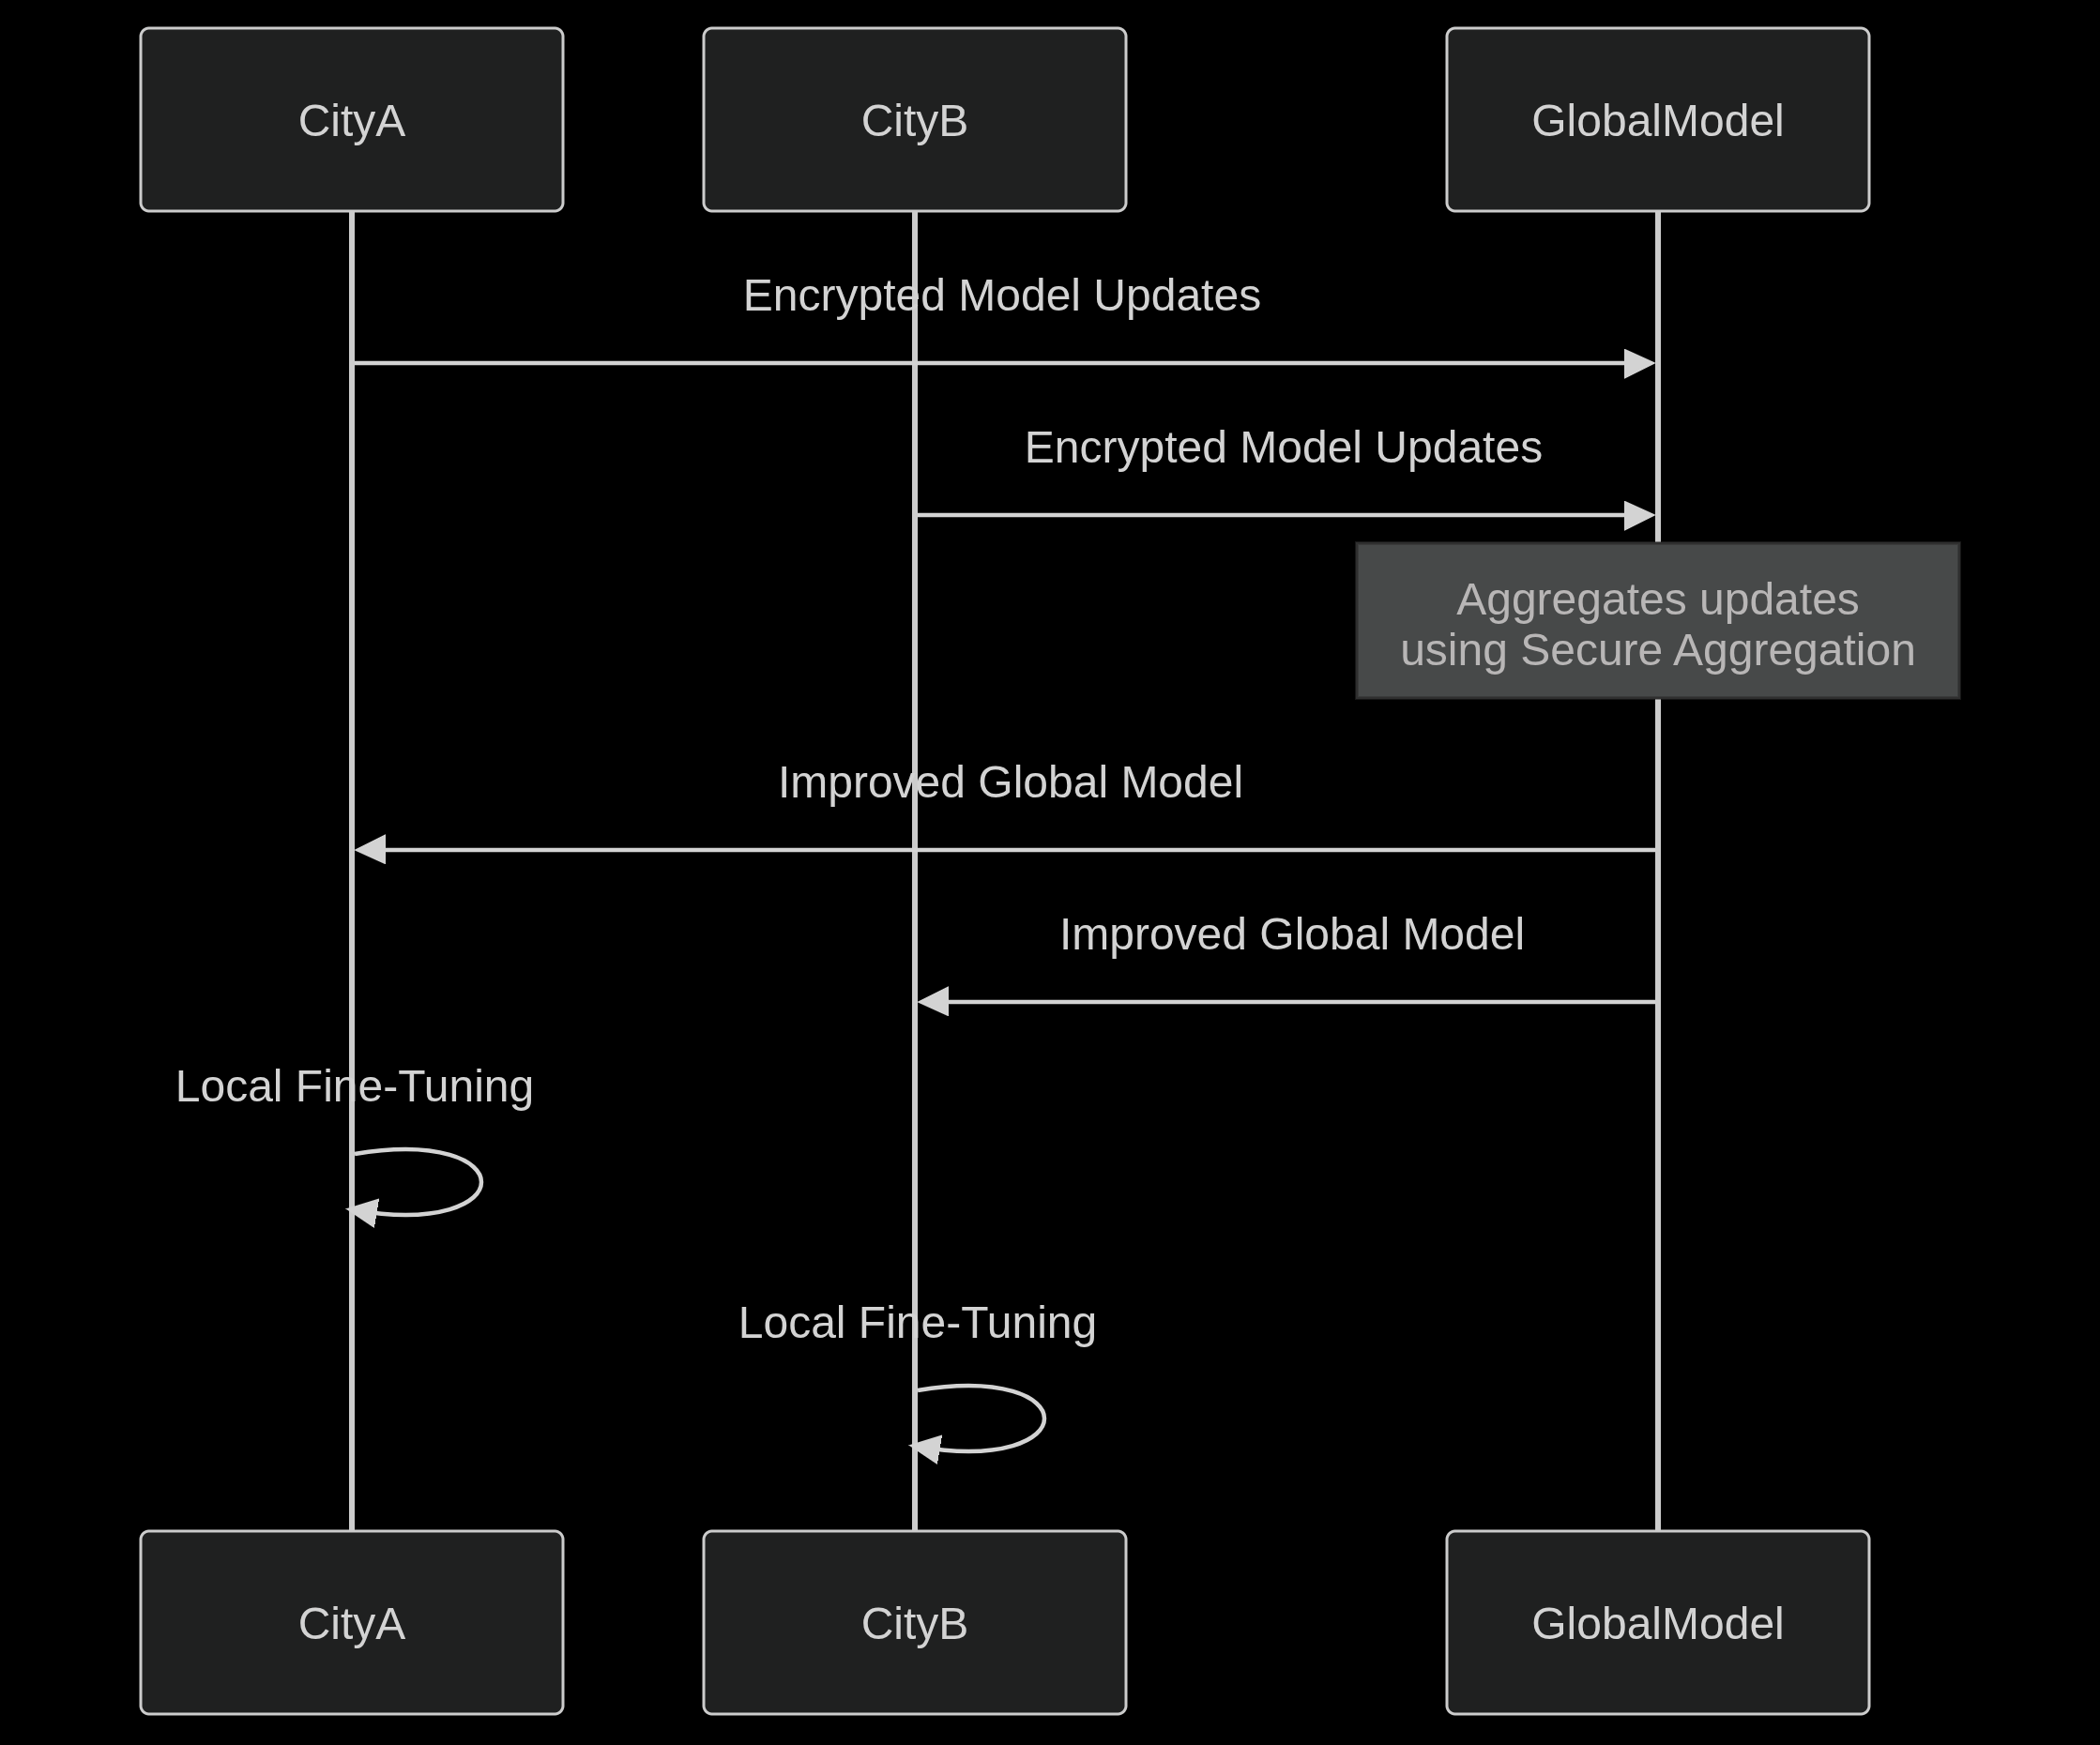 CityA
CityB
GlobalModel
Encrypted Model Updates
Encrypted Model Updates
Aggregates updates
using Secure Aggregation
Improved Global Model
Improved Global Model
Local Fine-Tuning
Local Fine-Tuning
CityA
CityB
GlobalModel